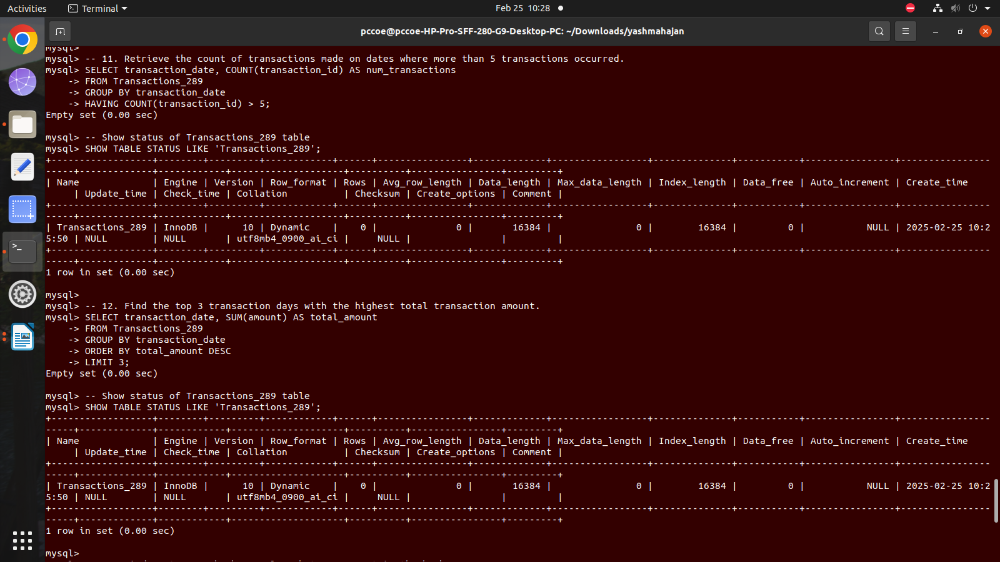 Activities
Terminal
Feb 25 10:28
pccoe@pccoe-HP-Pro-SFF-280-G9-Desktop-PC: ~/Downloads/yashmahajan
mysql>
mysql> -- 11. Retrieve the count of transactions made on dates where more than 5 transactions occurred.
mysql> SELECT transaction_date, COUNT(transaction_id) AS num_transactions
    -> FROM Transactions_289
    -> GROUP BY transaction_date
    -> HAVING COUNT(transaction_id) > 5;
Empty set (0.00 sec)
mysql> -- Show status of Transactions_289 table
mysql> SHOW TABLE STATUS LIKE 'Transactions_289';
+------------------+--------+---------+------------+------+----------------+-------------+-----------------+--------------+-----------+----------------+----------------
-----+-------------+------------+--------------------+----------+----------------+---------+
| Name             | Engine | Version | Row_format | Rows | Avg_row_length | Data_length | Max_data_length | Index_length | Data_free | Auto_increment | Create_time
     | Update_time | Check_time | Collation          | Checksum | Create_options | Comment |
+------------------+--------+---------+------------+------+----------------+-------------+-----------------+--------------+-----------+----------------+----------------
-----+-------------+------------+--------------------+----------+----------------+---------+
| Transactions_289 | InnoDB |      10 | Dynamic    |    0 |              0 |       16384 |               0 |        16384 |         0 |           NULL | 2025-02-25 10:2
5:50 | NULL        | NULL       | utf8mb4_0900_ai_ci |     NULL |                |         |
+------------------+--------+---------+------------+------+----------------+-------------+-----------------+--------------+-----------+----------------+----------------
-----+-------------+------------+--------------------+----------+----------------+---------+
1 row in set (0.00 sec)
mysql>
mysql> -- 12. Find the top 3 transaction days with the highest total transaction amount.
mysql> SELECT transaction_date, SUM(amount) AS total_amount
    -> FROM Transactions_289
    -> GROUP BY transaction_date
    -> ORDER BY total_amount DESC
    -> LIMIT 3;
Empty set (0.00 sec)
mysql> -- Show status of Transactions_289 table
mysql> SHOW TABLE STATUS LIKE 'Transactions_289';
+------------------+--------+---------+------------+------+----------------+-------------+-----------------+--------------+-----------+----------------+----------------
-----+-------------+------------+--------------------+----------+----------------+---------+
| Name             | Engine | Version | Row_format | Rows | Avg_row_length | Data_length | Max_data_length | Index_length | Data_free | Auto_increment | Create_time
     | Update_time | Check_time | Collation          | Checksum | Create_options | Comment |
+------------------+--------+---------+------------+------+----------------+-------------+-----------------+--------------+-----------+----------------+----------------
-----+-------------+------------+--------------------+----------+----------------+---------+
| Transactions_289 | InnoDB |      10 | Dynamic    |    0 |              0 |       16384 |               0 |        16384 |         0 |           NULL | 2025-02-25 10:2
5:50 | NULL        | NULL       | utf8mb4_0900_ai_ci |     NULL |                |         |
+------------------+--------+---------+------------+------+----------------+-------------+-----------------+--------------+-----------+----------------+----------------
-----+-------------+------------+--------------------+----------+----------------+---------+
1 row in set (0.00 sec)
mysql>